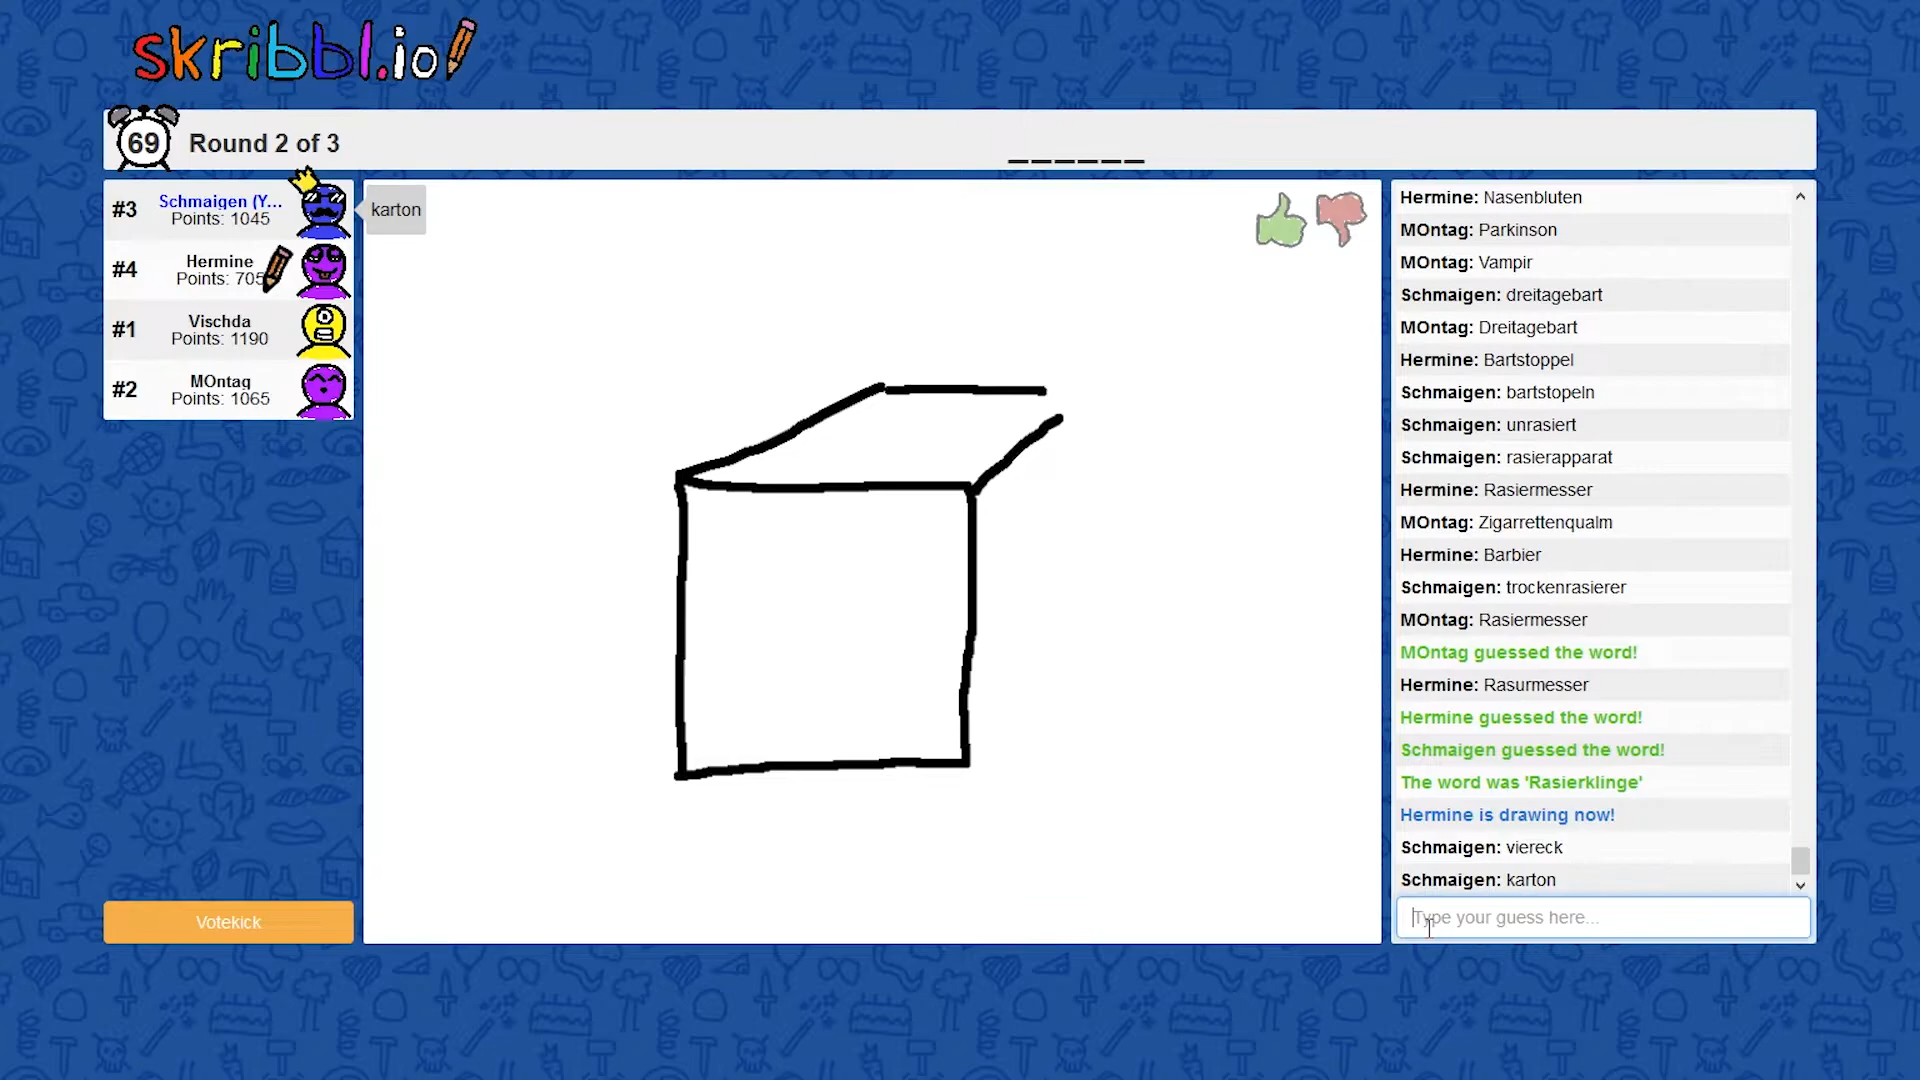 skribbl.io
69
Round 2 of 3
______
#3
Schmaigen (Y...
Points: 1045
karton
#4
Hermine
Points: 705
#1
Vischda
Points: 1190
#2
MOntag
Points: 1065
Votekick
Hermine: Nasenbluten
MOntag: Parkinson
MOntag: Vampir
Schmaigen: dreitagebart
MOntag: Dreitagebart
Hermine: Bartstoppel
Schmaigen: bartstopeln
Schmaigen: unrasiert
Schmaigen: rasierapparat
Hermine: Rasiermesser
MOntag: Zigarrettenqualm
Hermine: Barbier
Schmaigen: trockenrasierer
MOntag: Rasiermesser
MOntag guessed the word!
Hermine: Rasurmesser
Hermine guessed the word!
Schmaigen guessed the word!
The word was 'Rasierklinge'
Hermine is drawing now!
Schmaigen: viereck
Schmaigen: karton
Type your guess here...